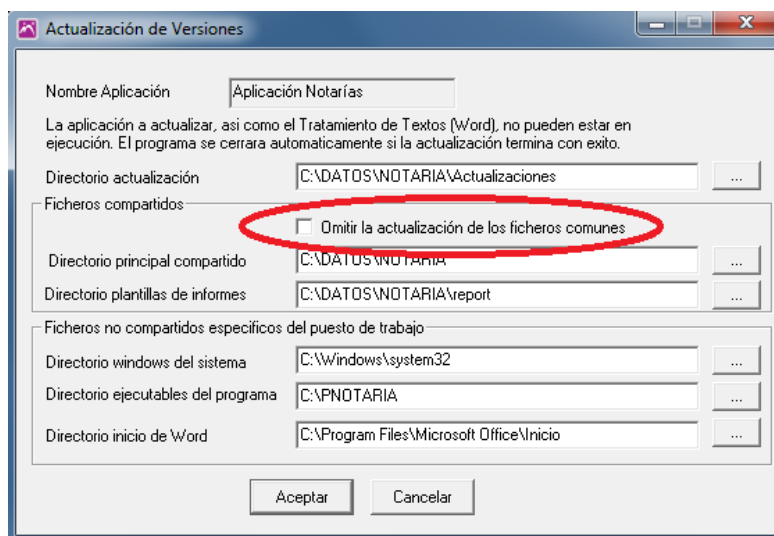 Actualización de Versiones
Nombre Aplicación Aplicación Notarías
La aplicación a actualizar, asi como el Tratamiento de Textos (Word), no pueden estar en
ejecución. El programa se cerrara automaticamente si la actualización termina con exito.
Directorio actualización C:\DATOS\NOTARIA\Actualizaciones ...
Ficheros compartidos
Omitir la actualización de los ficheros comunes
Directorio principal compartido C:\DATOS\NOTARIA ...
Directorio plantillas de informes C:\DATOS\NOTARIA\report ...
Ficheros no compartidos especificos del puesto de trabajo
Directorio windows del sistema C:\Windows\system32 ...
Directorio ejecutables del programa C:\PNOTARIA ...
Directorio inicio de Word C:\Program Files\Microsoft Office\Inicio ...
Aceptar Cancelar